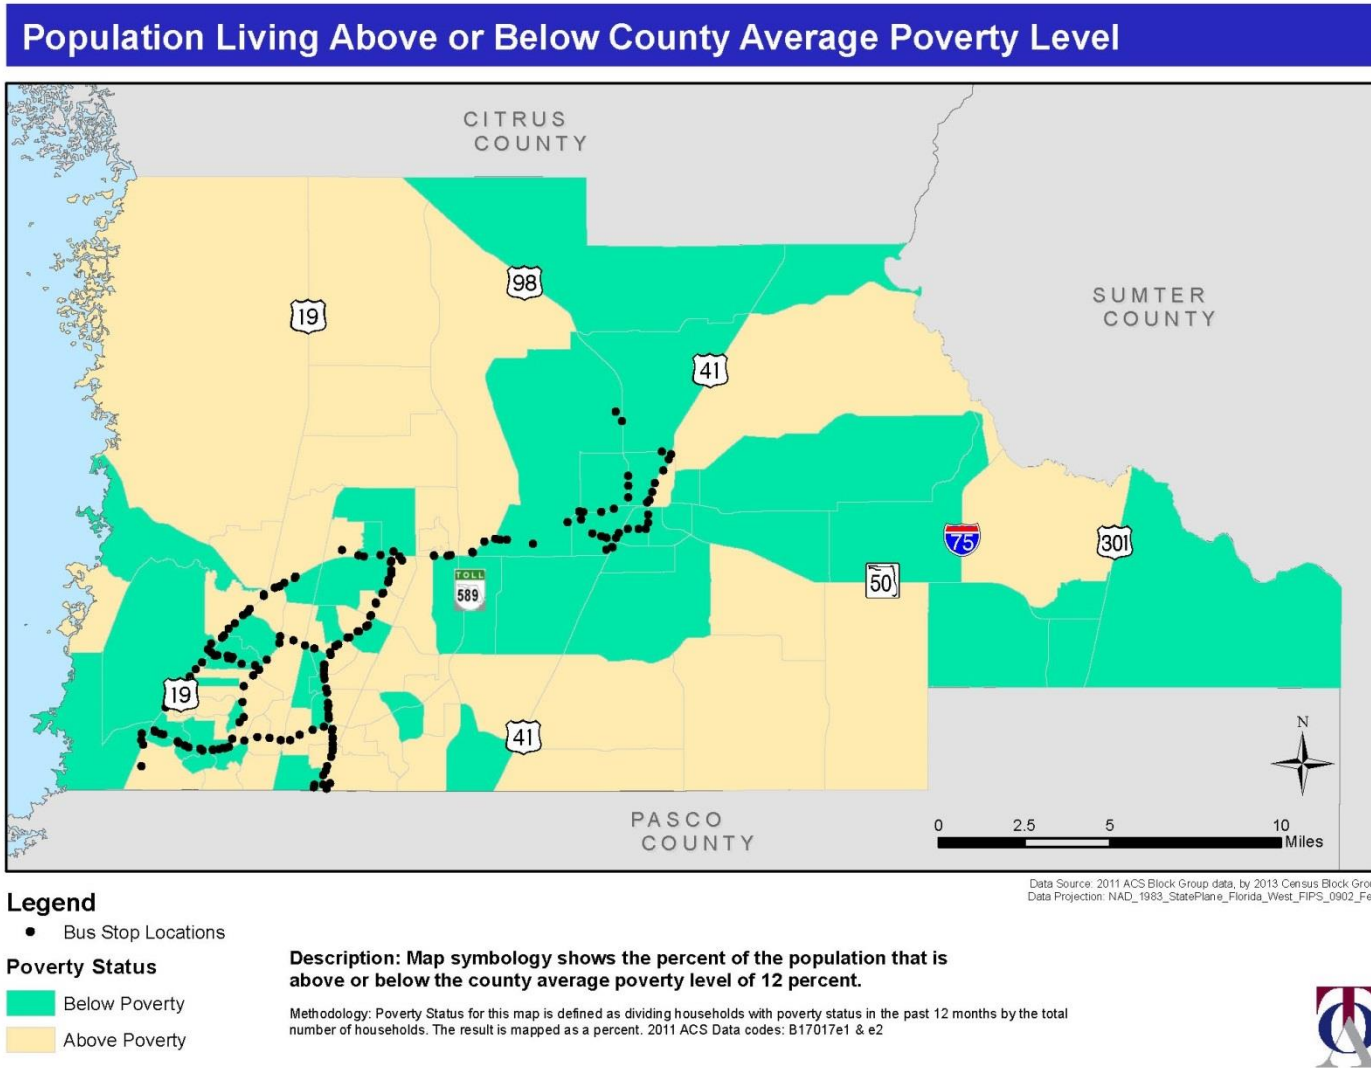 Population Living Above or Below County Average Poverty Level
CITRUS
COUNTY
98
19
SUMTER
COUNTY
41
75
301
TOLL
589
50
19
41
N
PASCO
COUNTY
0 2.5 5 10
Miles
Data Source: 2011 ACS Block Group data, by 2013 Census Block Gro
Data Projection: NAD_1983_StatePlane_Florida_West_FIPS_0902_Fe
Legend
Bus Stop Locations
Poverty Status
Below Poverty
Above Poverty
Description: Map symbology shows the percent of the population that is
above or below the county average poverty level of 12 percent.
Methodology: Poverty Status for this map is defined as dividing households with poverty status in the past 12 months by the total
number of households. The result is mapped as a percent. 2011 ACS Data codes: B17017e1 & e2